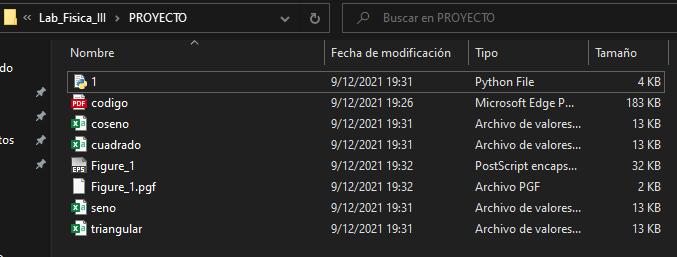 « Lab_Fisica_III > PROYECTO
Buscar en PROYECTO
Nombre Fecha de modificación Tipo Tamaño
1 9/12/2021 19:31 Python File 4 KB
codigo 9/12/2021 19:26 Microsoft Edge P... 183 KB
coseno 9/12/2021 19:31 Archivo de valores... 13 KB
cuadrado 9/12/2021 19:31 Archivo de valores... 13 KB
Figure_1 9/12/2021 19:32 PostScript encaps... 32 KB
Figure_1.pgf 9/12/2021 19:32 Archivo PGF 2 KB
seno 9/12/2021 19:31 Archivo de valores... 13 KB
triangular 9/12/2021 19:31 Archivo de valores... 13 KB